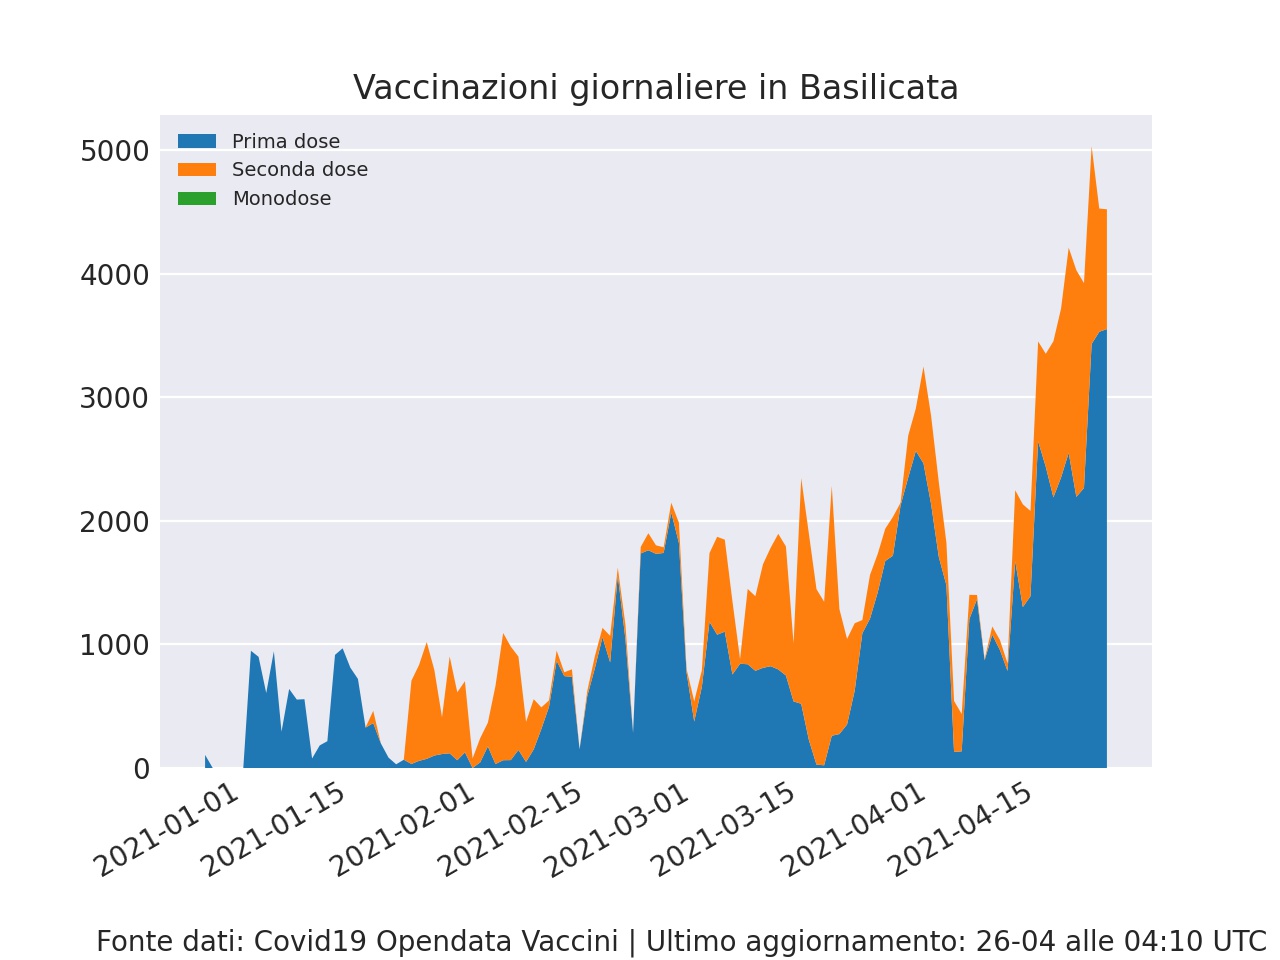 Vaccinazioni giornaliere in Basilicata
Prima dose
Seconda dose
Monodose
5000
4000
3000
2000
1000
0
2021-01-01
2021-01-15
2021-02-01
2021-02-15
2021-03-01
2021-03-15
2021-04-01
2021-04-15
Fonte dati: Covid19 Opendata Vaccini | Ultimo aggiornamento: 26-04 alle 04:10 UTC